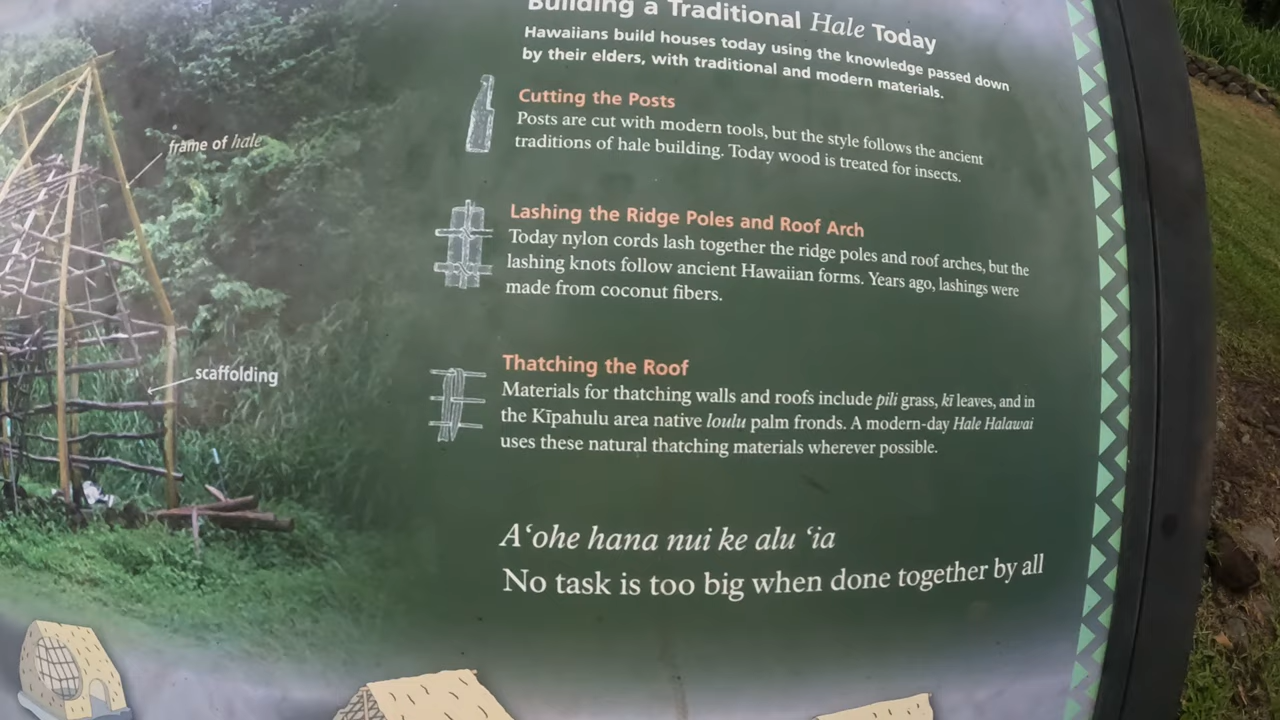 Building a Traditional Hale Today
Hawaiians build houses today using the knowledge passed down
by their elders, with traditional and modern materials.
Cutting the Posts
Posts are cut with modern tools, but the style follows the ancient
traditions of hale building. Today wood is treated for insects.
frame of hale
Lashing the Ridge Poles and Roof Arch
Today nylon cords lash together the ridge poles and roof arches, but the
lashing knots follow ancient Hawaiian forms. Years ago, lashings were
made from coconut fibers.
scaffolding
Thatching the Roof
Materials for thatching walls and roofs include pili grass, kī leaves, and in
the Kīpahulu area native loulu palm fronds. A modern-day Hale Halawai
uses these natural thatching materials wherever possible.
A‘ohe hana nui ke alu ‘ia
No task is too big when done together by all